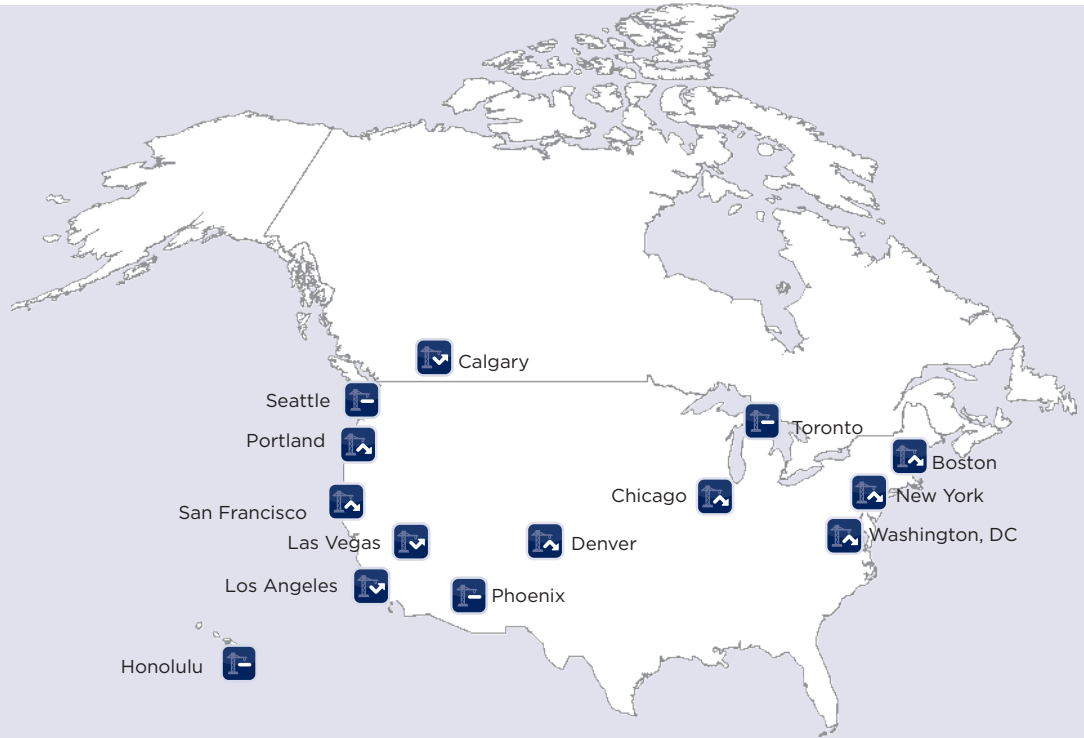 Calgary
Seattle
Toronto
Portland
Boston
Chicago
New York
San Francisco
Washington, DC
Las Vegas
Denver
Los Angeles
Phoenix
Honolulu